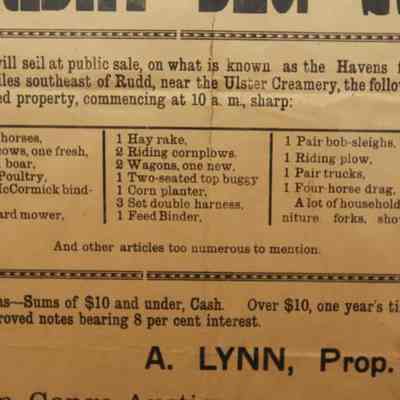 will sell at public sale, on what is known as the Havens
les southeast of Rudd, near the Ulster Creamery, the follow
ed property, commencing at 10 a. m., sharp:
horses,
ows, one fresh,
boar,
Poultry,
McCormick bind-
ard mower,
1 Hay rake,
2 Riding cornplows.
2 Wagons, one new,
1 Two-seated top buggy
1 Corn planter,
3 Set double harness,
1 Feed Binder,
1 Pair bob-sleighs.
1 Riding plow,
1 Pair trucks,
1 Four-horse drag,
A lot of household
niture forks, sho
And other articles too numerous to mention.
s—Sums of $10 and under, Cash. Over $10, one year's ti
roved notes bearing 8 per cent interest.
A. LYNN, Prop.